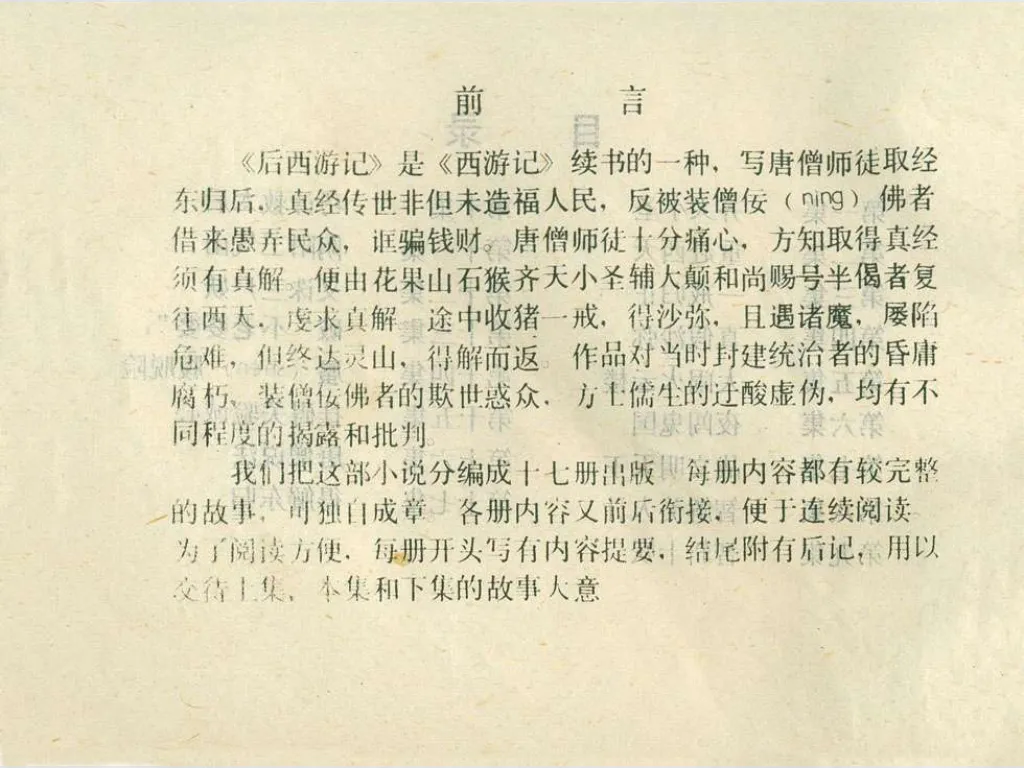 前 言
《后西游记》是《西游记》续书的一种，写唐僧师徒取经
东归后，真经传世非但未造福人民，反被装僧佞（ning）佛者
借来愚弄民众，诓骗钱财。唐僧师徒十分痛心，方知取得真经
须有真解 便由花果山石猴齐天小圣辅大颠和尚赐号半偈者复
往西天，虔求真解 途中收猪一戒，得沙弥，且遇诸魔，屡陷
危难，但终达灵山，得解而返 作品对当时封建统治者的昏庸
腐朽、装僧佞佛者的欺世惑众、方士儒生的迂酸虚伪，均有不
同程度的揭露和批判
我们把这部小说分编成十七册出版 每册内容都有较完整
的故事，可独自成章 各册内容又前后衔接，便于连续阅读
为了阅读方便，每册开头写有内容提要，结尾附有后记，用以
交待上集、本集和下集的故事大意